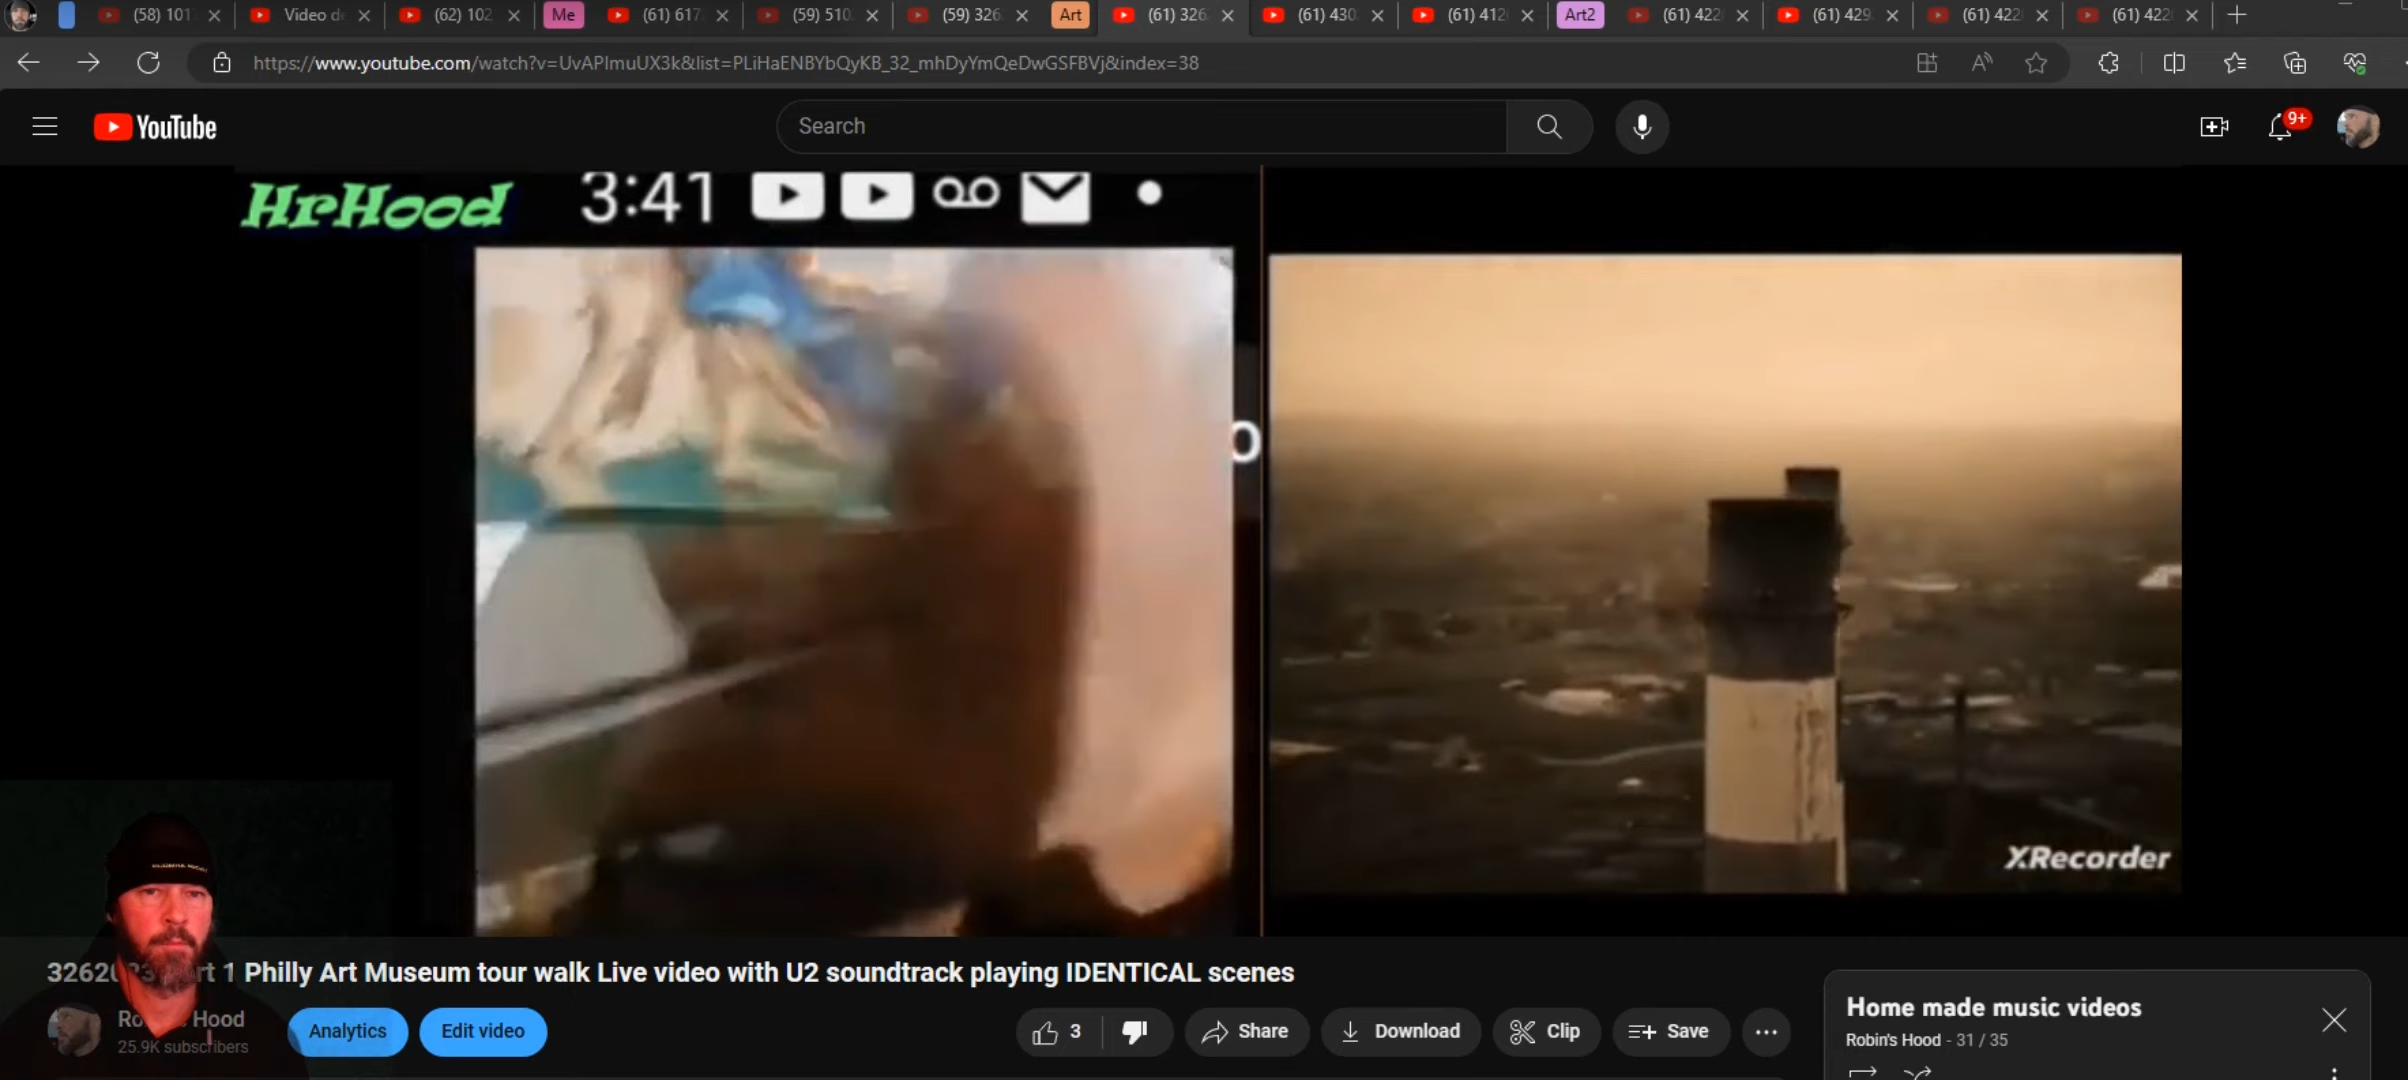 (58) 101
Video de
(62) 102
Me
(61) 617
(59) 510
(59) 326
Art
(61) 326
(61) 430
(61) 412
Art2
(61) 422
(61) 429
(61) 422
(61) 422
https://www.youtube.com/watch?v=UvAPlmuUX3k&list=PLiHaENBYbQyKB_32_mhDyYmQeDwGSFBVj&index=38
YouTube
Search
9+
HrHood
3:41
o
XRecorder
Philly Art Museum tour walk Live video with U2 soundtrack playing IDENTICAL scenes
Hood
25.9K subscribers
Analytics
Edit video
3
Share
Download
Clip
Save
Home made music videos
Robin's Hood - 31 / 35